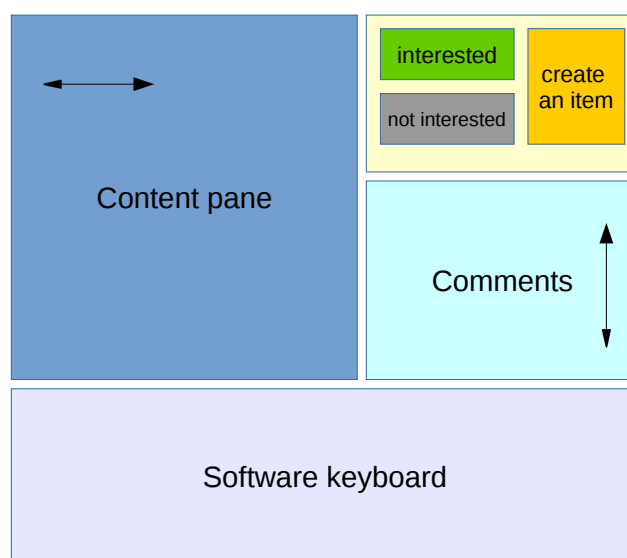 interested
create
an item
not interested
Content pane
Comments
Software keyboard